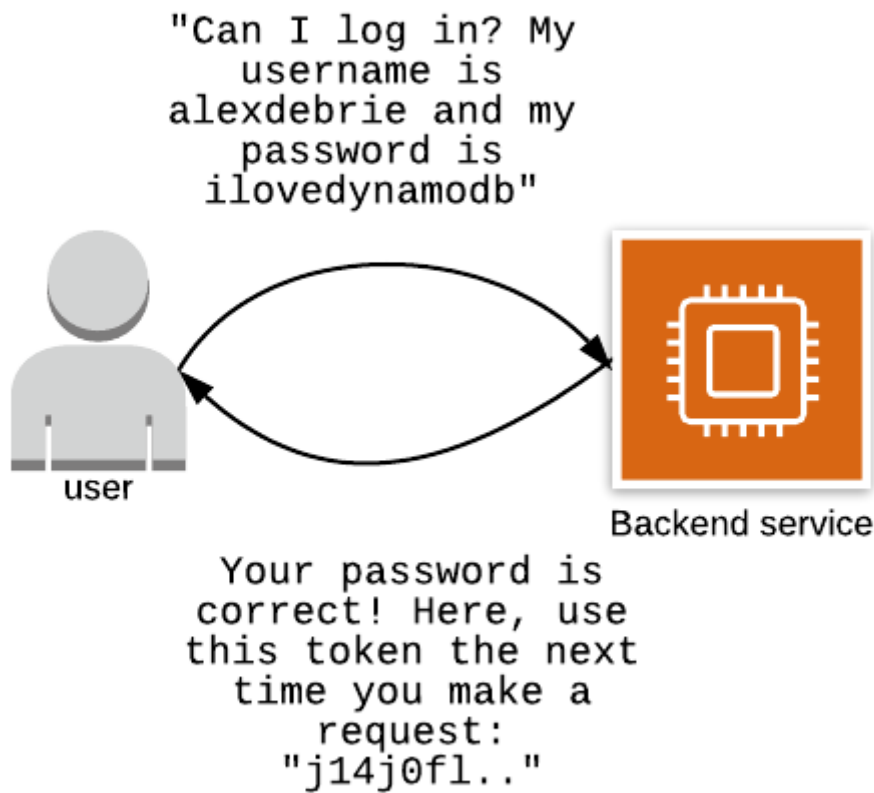 "Can I log in? My
username is
alexdebrie and my
password is
ilovedynamodb"
user
Backend service
Your password is
correct! Here, use
this token the next
time you make a
request:
"j14j0fl.."